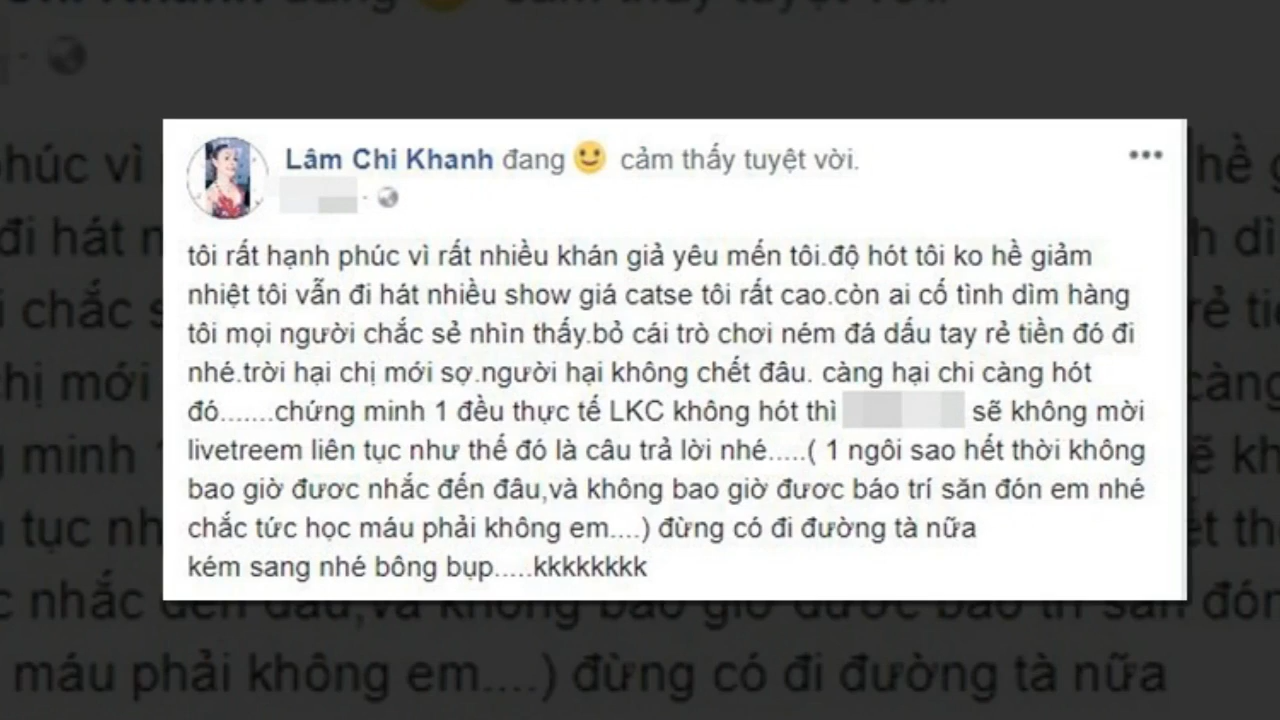 Lâm Chi Khanh đang cảm thấy tuyệt vời.
tôi rất hạnh phúc vì rất nhiều khán giả yêu mến tôi.độ hót tôi ko hề giảm
nhiệt tôi vẫn đi hát nhiều show giá catse tôi rất cao.còn ai cố tình dìm hàng
tôi mọi người chắc sẻ nhìn thấy.bỏ cái trò chơi ném đá dấu tay rẻ tiền đó đi
nhé.trời hại chị mới sợ.người hại không chết đâu. càng hại chi càng hót
đó.......chứng minh 1 đều thực tế LKC không hót thì sẽ không mời
livetreem liên tục như thế đó là câu trả lời nhé.....( 1 ngôi sao hết thời không
bao giờ đươc nhắc đến đâu,và không bao giờ đươc báo trí săn đón em nhé
chắc tức học máu phải không em....) đừng có đi đường tà nữa
kém sang nhé bông bụp.....kkkkkkkk